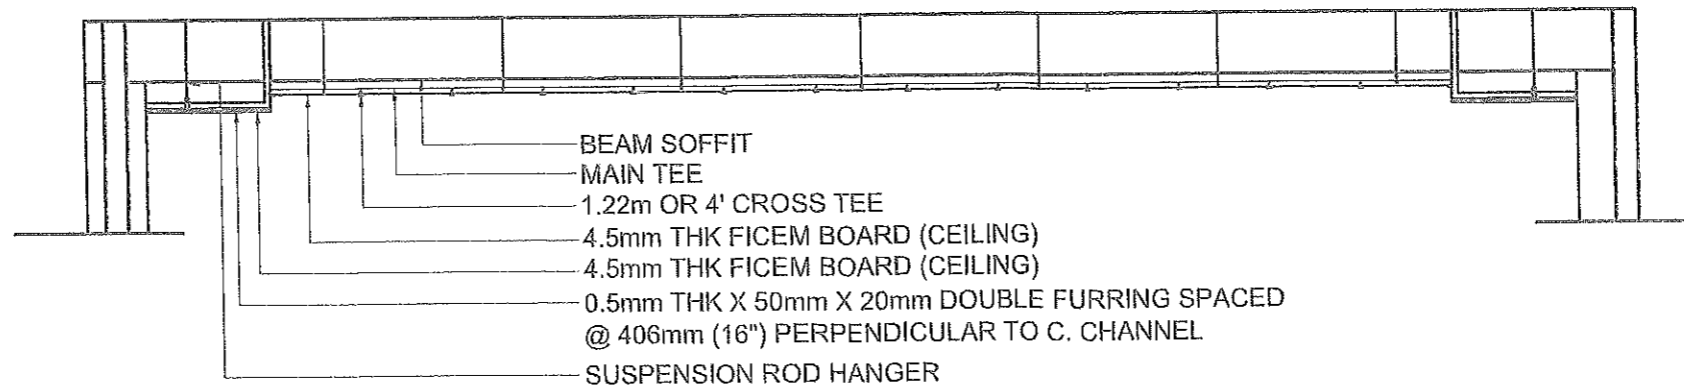 BEAM SOFFIT
MAIN TEE
1.22m OR 4' CROSS TEE
4.5mm THK FICEM BOARD (CEILING)
4.5mm THK FICEM BOARD (CEILING)
0.5mm THK X 50mm X 20mm DOUBLE FURRING SPACED
@ 406mm (16") PERPENDICULAR TO C. CHANNEL
SUSPENSION ROD HANGER